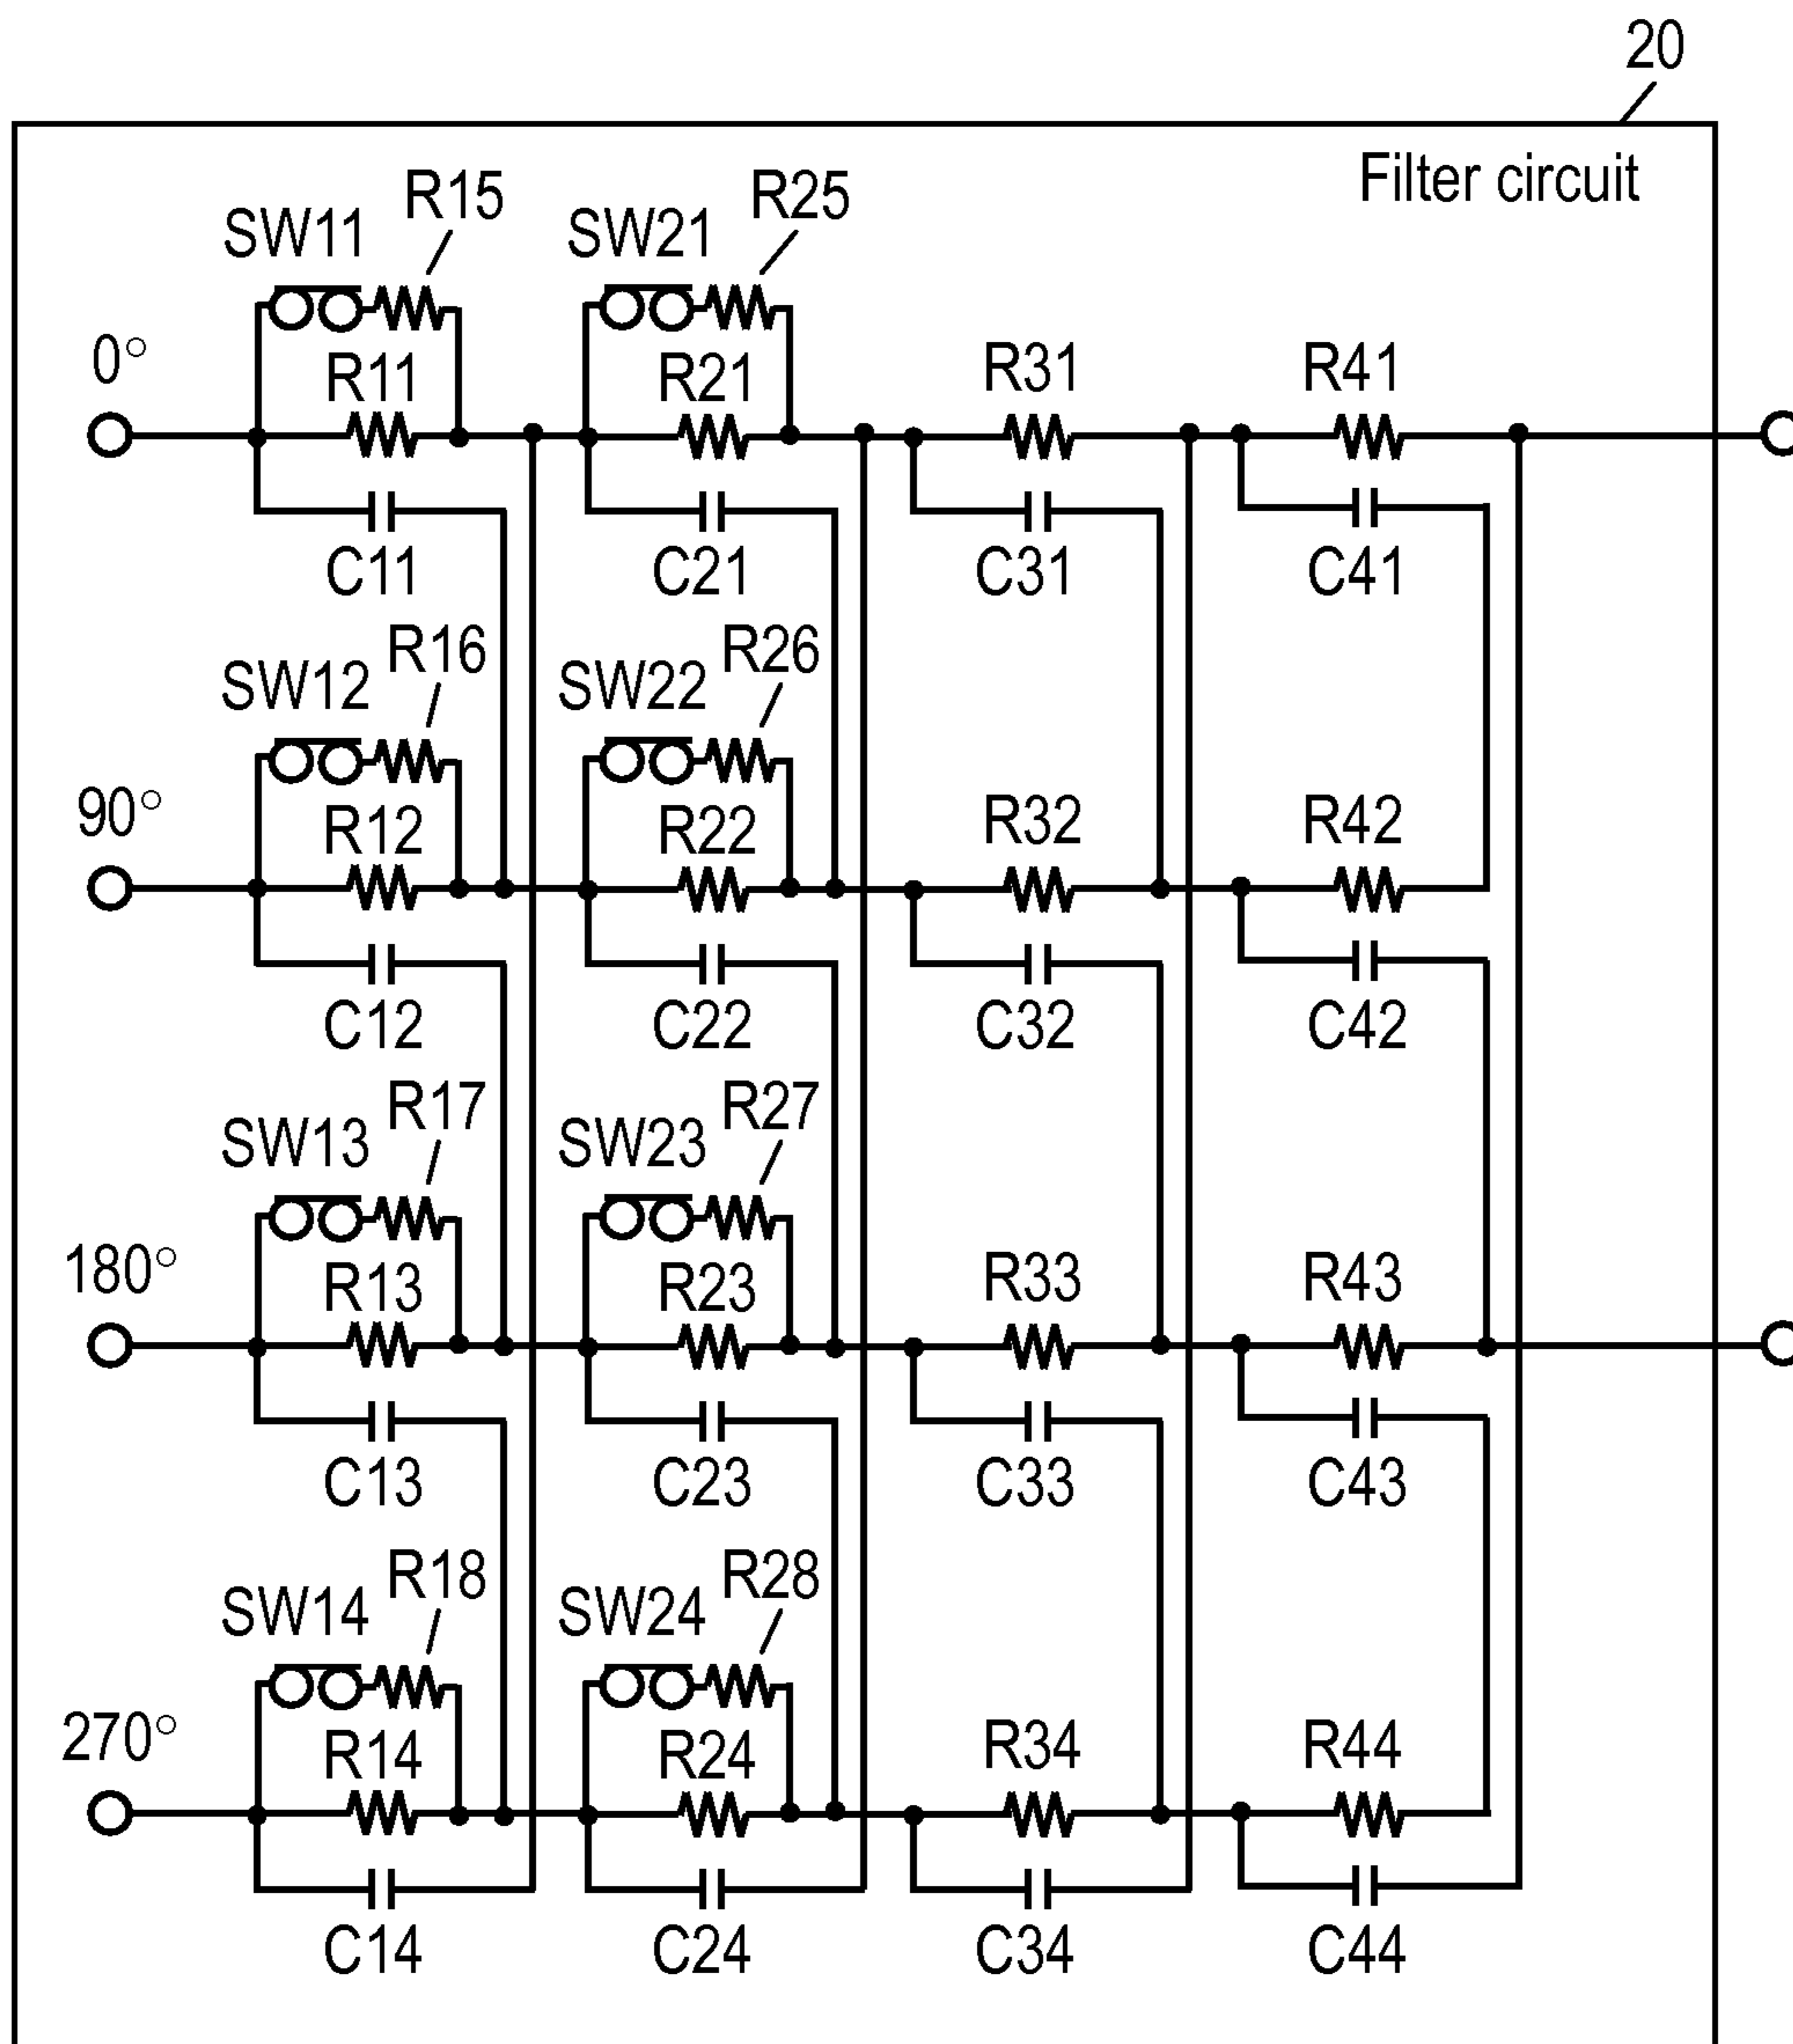 20
Filter circuit
R15
R25
SW11
SW21
0°
R11
R21
R31
R41
C11
C21
C31
C41
R16
R26
SW12
SW22
90°
R12
R22
R32
R42
C12
C22
C32
C42
R17
R27
SW13
SW23
180°
R13
R23
R33
R43
C13
C23
C33
C43
R18
R28
SW14
SW24
270°
R14
R24
R34
R44
C14
C24
C34
C44